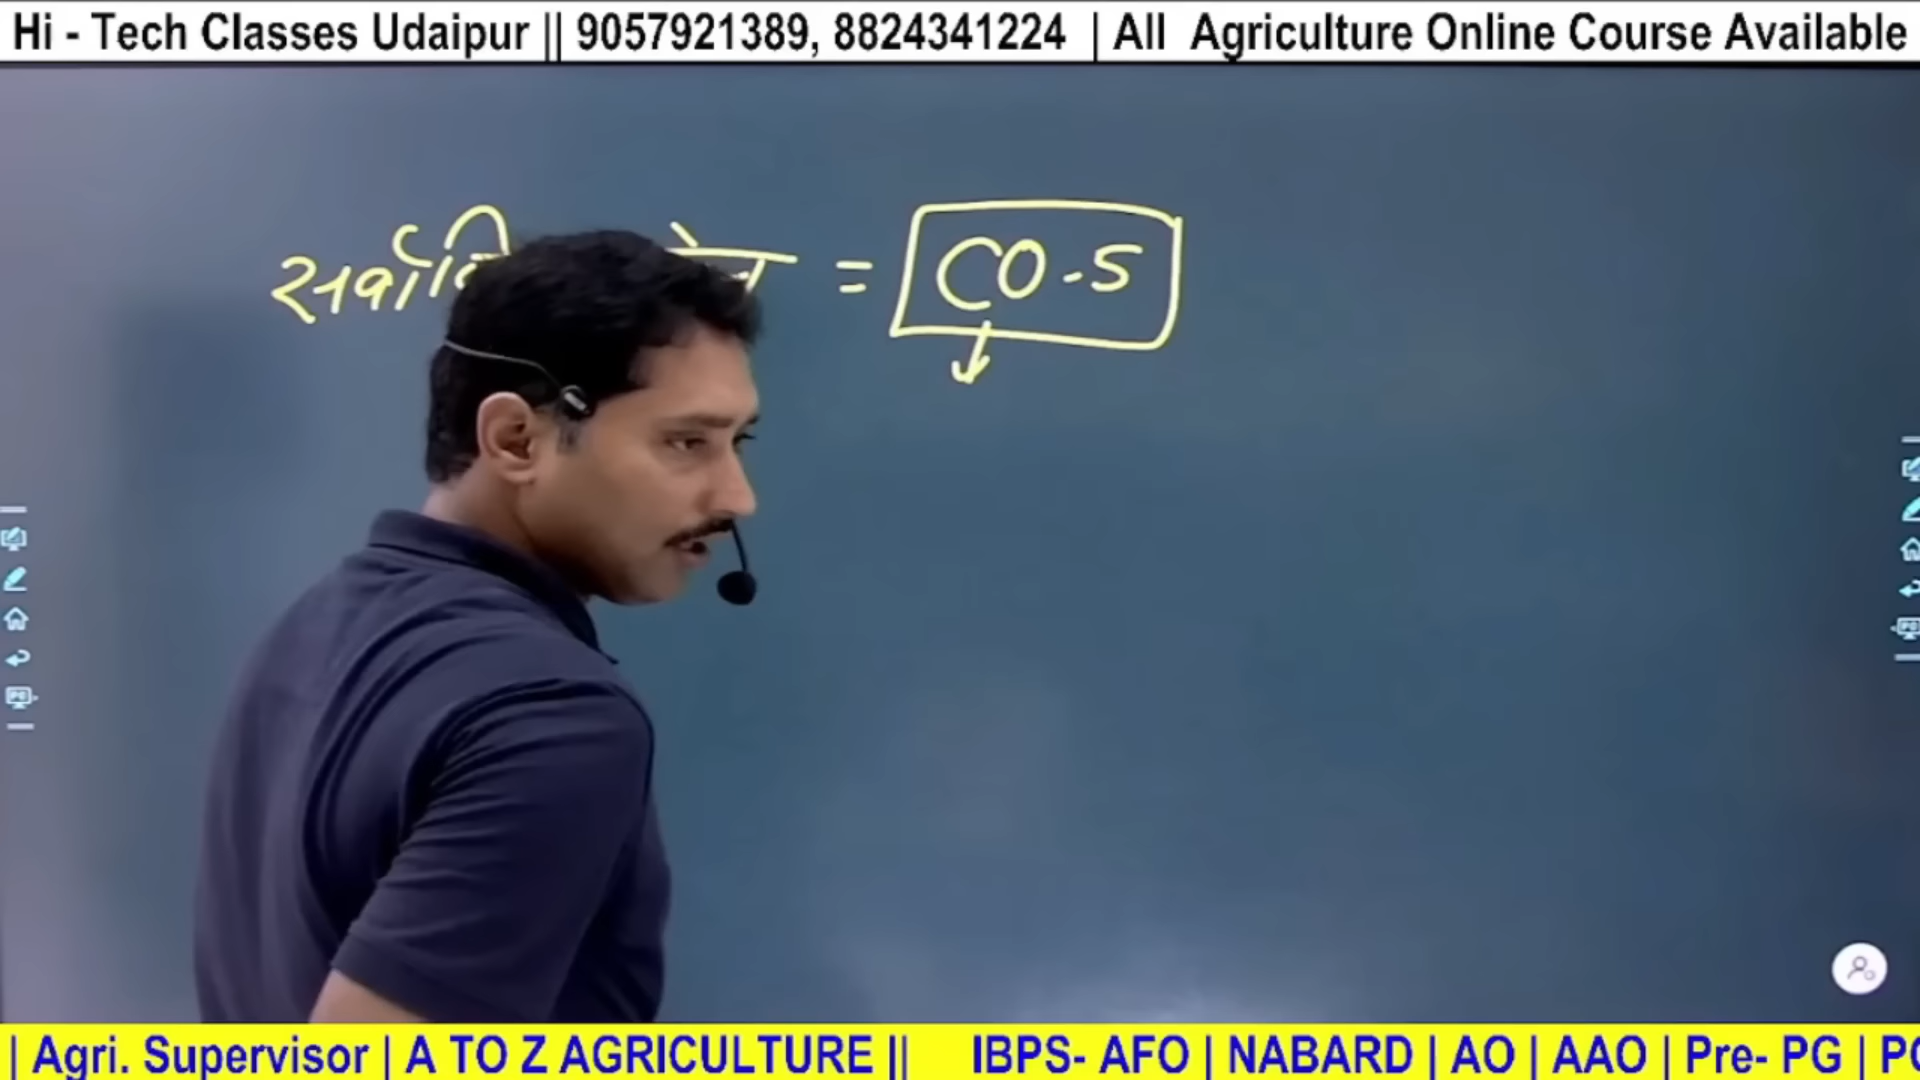 Hi - Tech Classes Udaipur || 9057921389, 8824341224 | All Agriculture Online Course Available
= CO-5
| Agri. Supervisor | A TO Z AGRICULTURE || IBPS- AFO | NABARD | AO | AAO | Pre- PG |